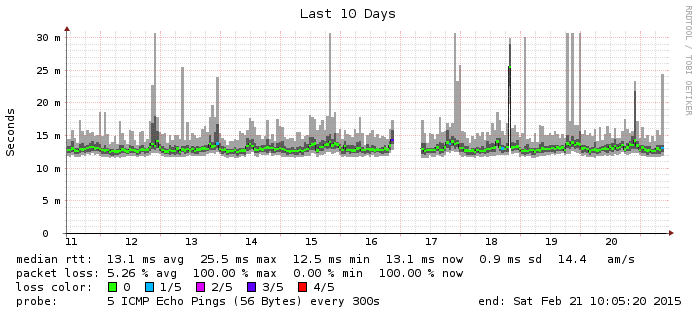 Last 10 Days
RRDTOOL / TOBI OETIKER
Seconds
30 m
25 m
20 m
15 m
10 m
5 m
0
11 12 13 14 15 16 17 18 19 20
median rtt: 13.1 ms avg 25.5 ms max 12.5 ms min 13.1 ms now 0.9 ms sd 14.4 am/s
packet loss: 5.26 % avg 100.00 % max 0.00 % min 100.00 % now
loss color: 0 1/5 2/5 3/5 4/5
probe: 5 ICMP Echo Pings (56 Bytes) every 300s end: Sat Feb 21 10:05:20 2015